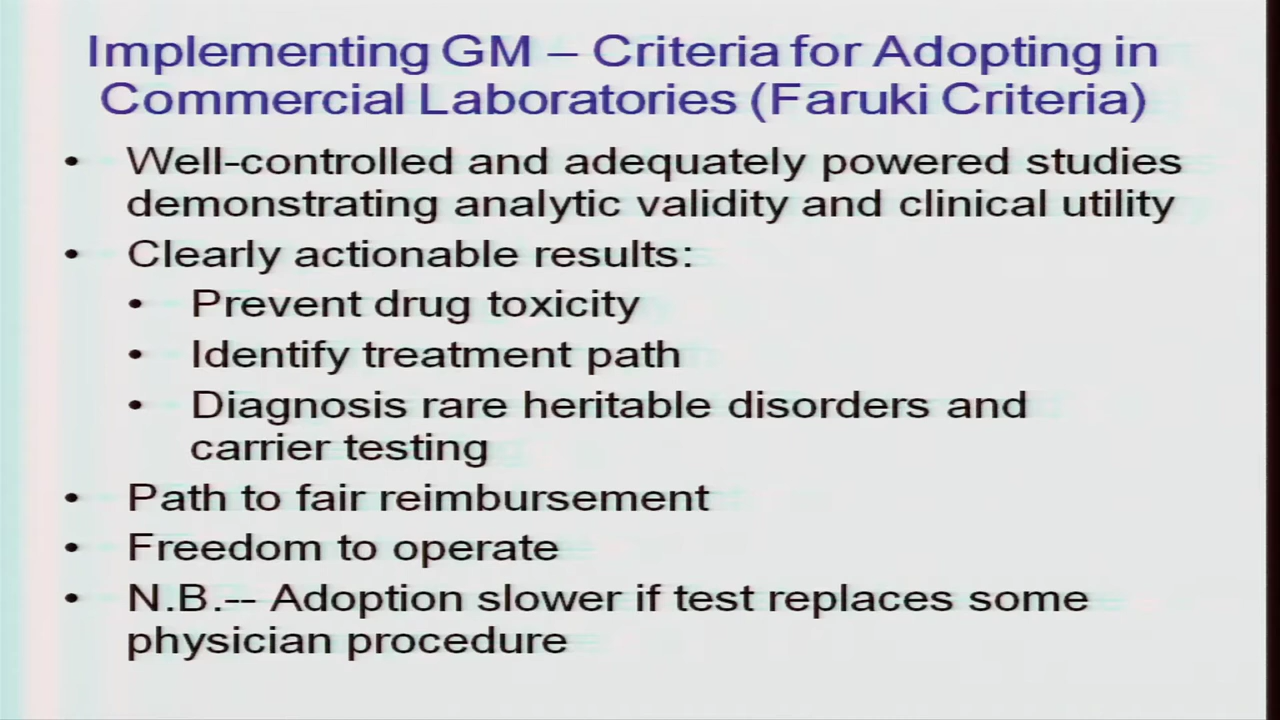 Implementing GM – Criteria for Adopting in
Commercial Laboratories (Faruki Criteria)
• Well-controlled and adequately powered studies
demonstrating analytic validity and clinical utility
• Clearly actionable results:
• Prevent drug toxicity
• Identify treatment path
• Diagnosis rare heritable disorders and
carrier testing
• Path to fair reimbursement
• Freedom to operate
• N.B.-- Adoption slower if test replaces some
physician procedure